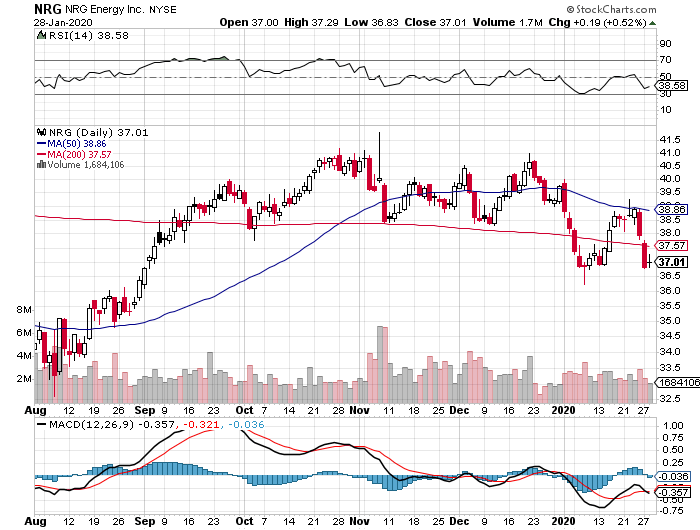 NRG NRG Energy Inc. NYSE © StockCharts.com
28-Jan-2020 Open 37.00 High 37.29 Low 36.83 Close 37.01 Volume 1.7M Chg +0.19 (+0.52%)
RSI(14) 38.58
90
70
50
38.58
30
10
NRG (Daily) 37.01
MA(50) 38.86
MA(200) 37.57
Volume 1,684,106
41.5
41.0
40.5
40.0
39.5
39.0
38.86
38.5
38.0
37.57
37.01
36.5
36.0
35.5
35.0
34.5
34.0
33.5
33.0
32.5
8M
6M
4M
2M
1684106
Aug 12 19 26 Sep 9 16 23 Oct 7 14 21 28 Nov 11 18 25 Dec 9 16 23 2020 13 21 27
MACD(12,26,9) -0.357, -0.321, -0.036
1.00
0.75
0.50
0.25
-0.036
-0.357
-0.50
-0.75
Aug 12 19 26 Sep 9 16 23 Oct 7 14 21 28 Nov 11 18 25 Dec 9 16 23 2020 13 21 27